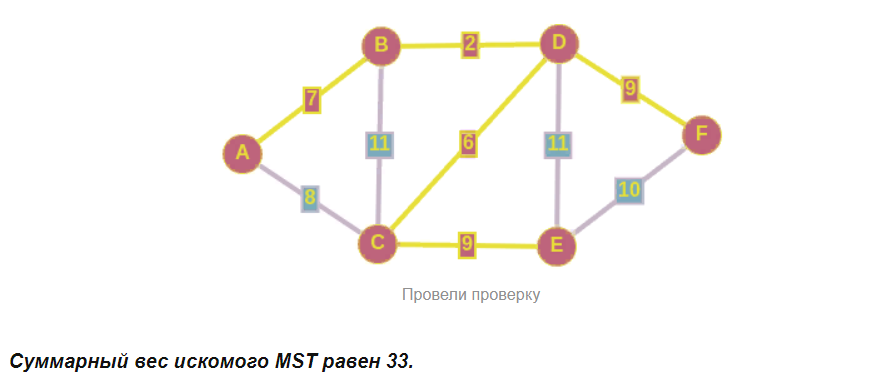 B 2 D
7 9
A 11 6 11 F
8 10
C 9 E
Провели проверку
Суммарный вес искомого MST равен 33.